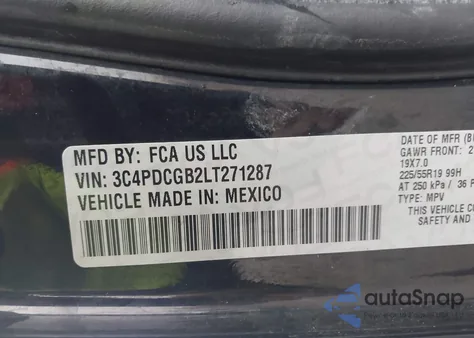 MFD BY: FCA US LLC
VIN: 3C4PDCGB2LT271287
VEHICLE MADE IN: MEXICO
DATE OF MFR
GAWR FRONT
19X7.0
225/55R19 99H
AT 250 kPa / 36 P
TYPE: MPV
THIS VEHICLE
SAFETY AND
autoSnap